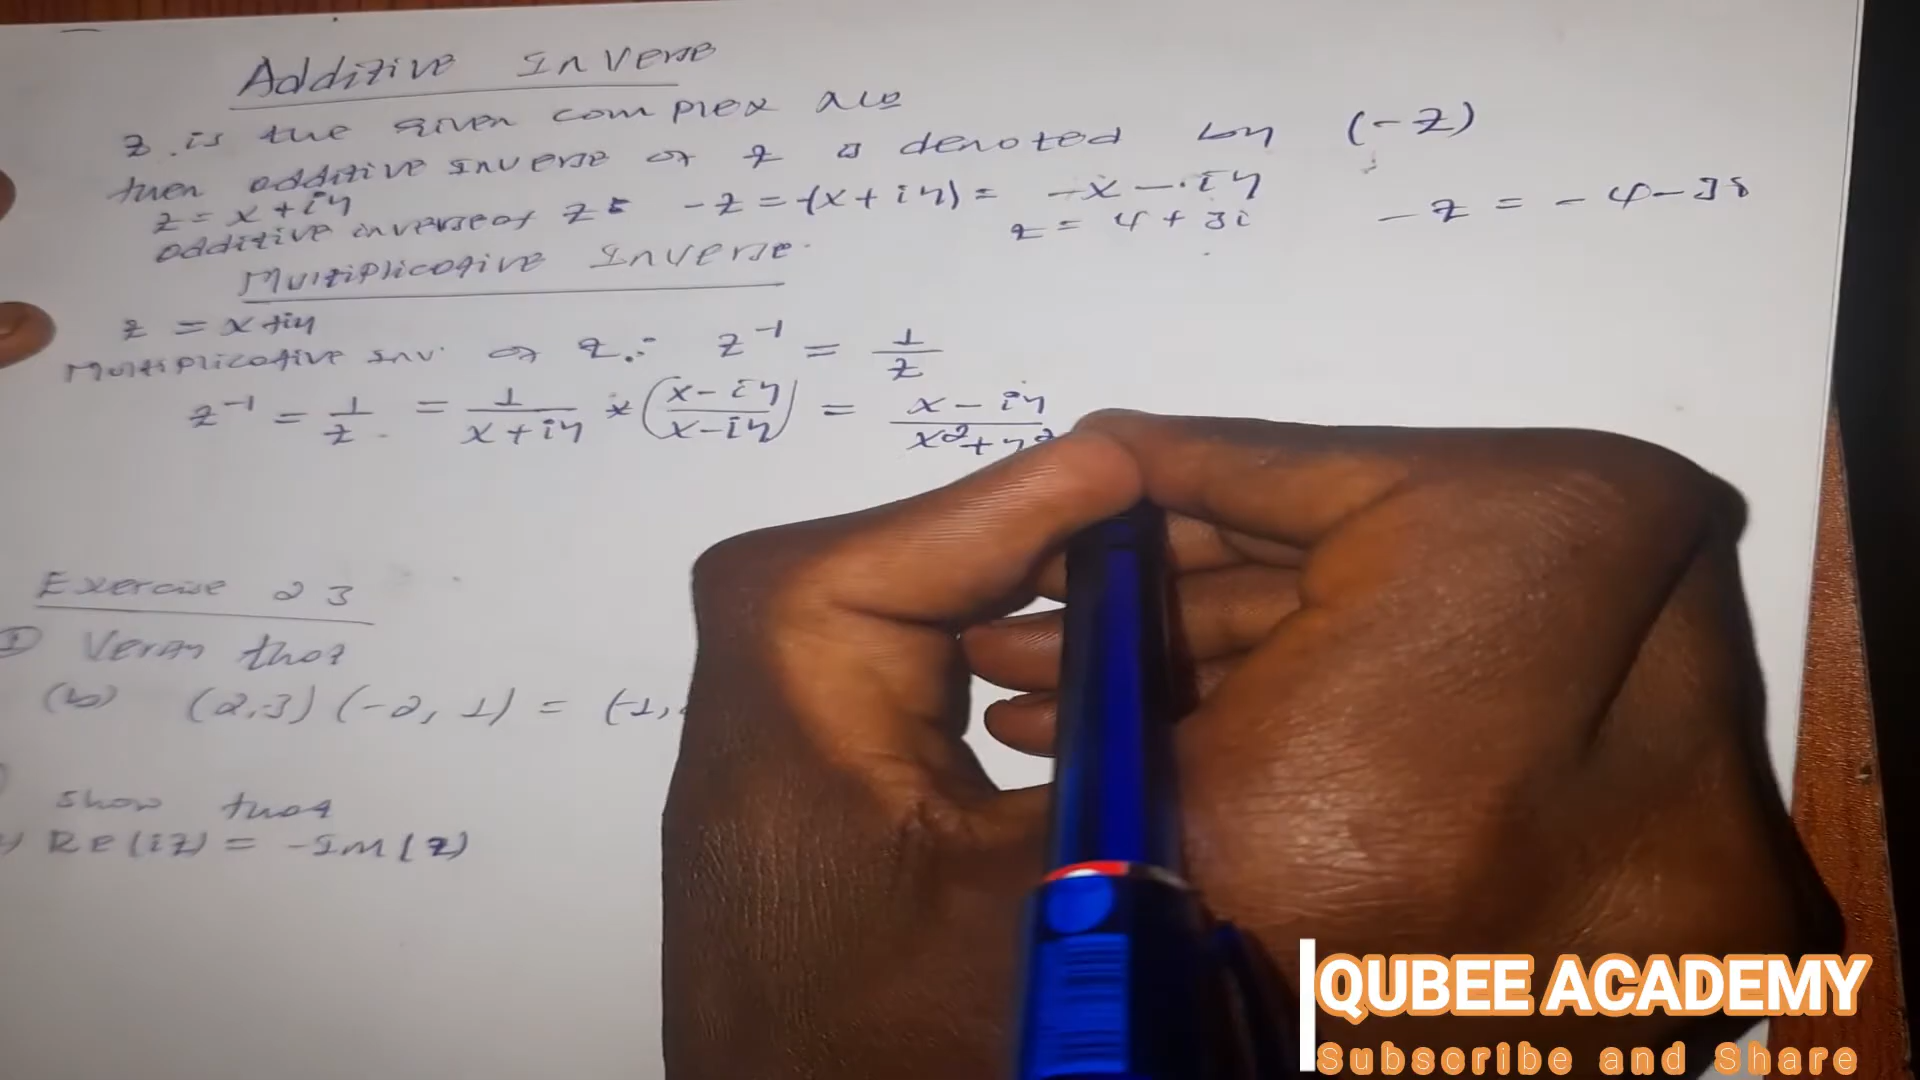 Additive Inverse
z is the given complex no
then additive inverse of z is denoted by (-z)
z = x+iy
additive inverse of z = -z = -(x+iy) = -x-iy
z = 4+3i -z = -4-3i
Multiplicative Inverse.
z = x+iy
Multiplicative inv. of z: z⁻¹ = 1/z
z⁻¹ = 1/z = 1/(x+iy) * (x-iy/x-iy) = (x-iy)/(x²+y²
Exercise 2 3
① Verify that
(b) (2,-3)(-2, 1) = (-1,
show that
Re(iz) = -Im(z)
QUBEE ACADEMY
Subscribe and Share